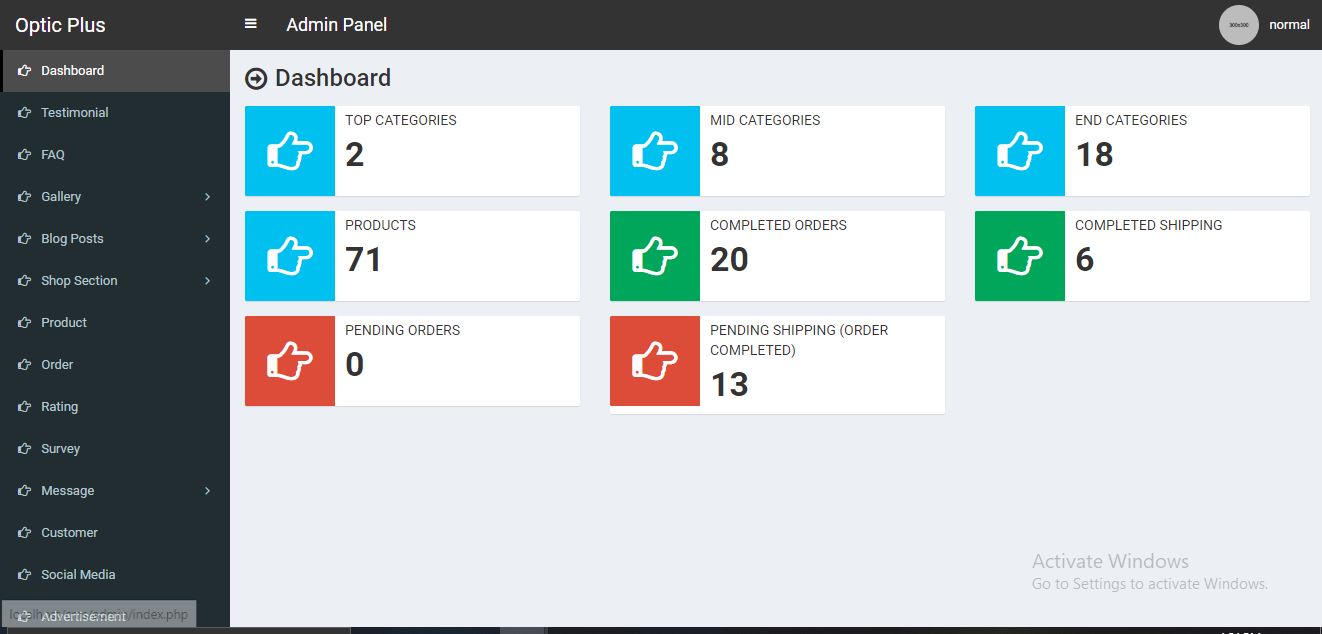 Optic Plus
Admin Panel
300x300
normal
Dashboard
Testimonial
FAQ
Gallery
Blog Posts
Shop Section
Product
Order
Rating
Survey
Message
Customer
Social Media
Advertisement
/index.php
Dashboard
TOP CATEGORIES
2
MID CATEGORIES
8
END CATEGORIES
18
PRODUCTS
71
COMPLETED ORDERS
20
COMPLETED SHIPPING
6
PENDING ORDERS
0
PENDING SHIPPING (ORDER
COMPLETED)
13
Activate Windows
Go to Settings to activate Windows.